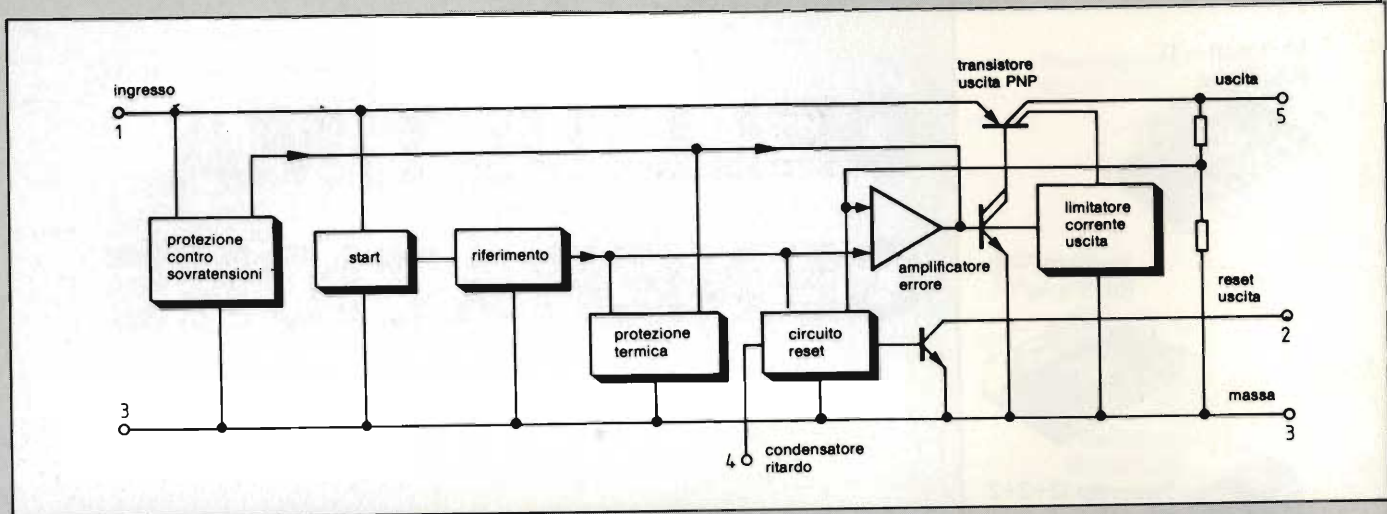 transistore
uscita PNP
ingresso
uscita
1
5
protezione
contro
sovratensioni
start
riferimento
limitatore
corrente
uscita
amplificatore
errore
reset
uscita
protezione
termica
circuito
reset
2
massa
3
3
4
condensatore
ritardo